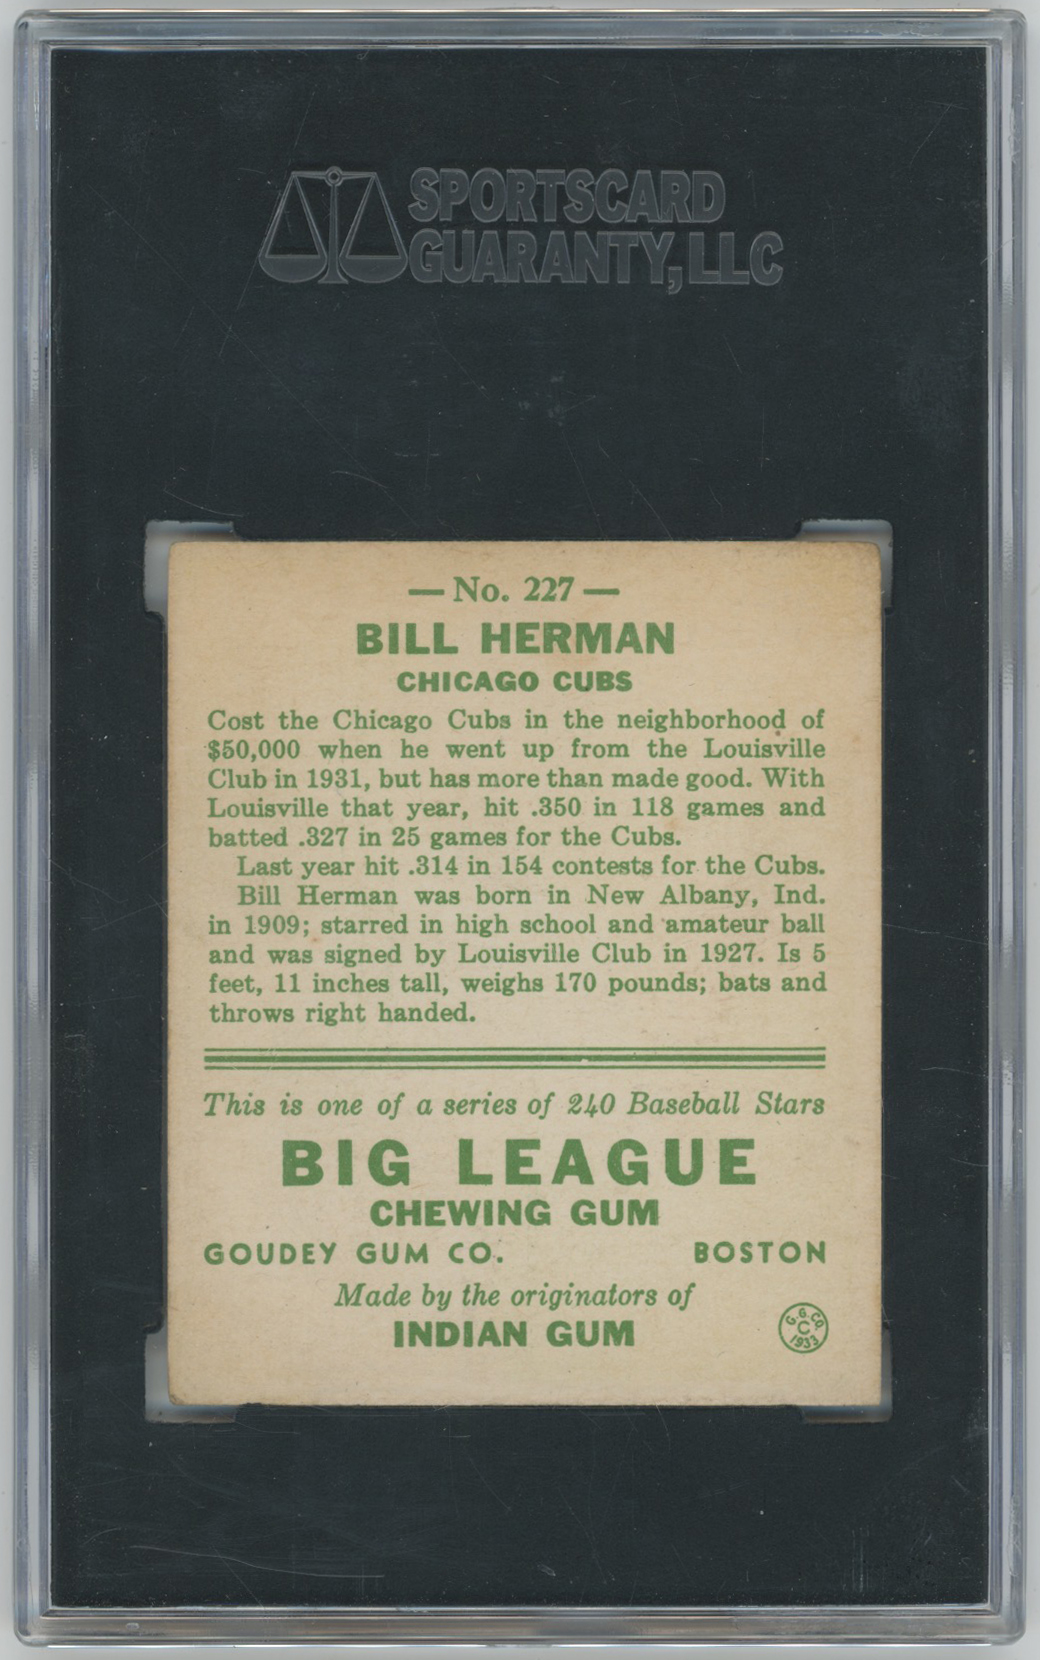 SPORTSCARD
GUARANTY, LLC
— No. 227 —
BILL HERMAN
CHICAGO CUBS
Cost the Chicago Cubs in the neighborhood of
$50,000 when he went up from the Louisville
Club in 1931, but has more than made good. With
Louisville that year, hit .350 in 118 games and
batted .327 in 25 games for the Cubs.
Last year hit .314 in 154 contests for the Cubs.
Bill Herman was born in New Albany, Ind.
in 1909; starred in high school and amateur ball
and was signed by Louisville Club in 1927. Is 5
feet, 11 inches tall, weighs 170 pounds; bats and
throws right handed.
This is one of a series of 240 Baseball Stars
BIG LEAGUE
CHEWING GUM
GOUDEY GUM CO. BOSTON
Made by the originators of
INDIAN GUM
G. G. CO.
C
1933